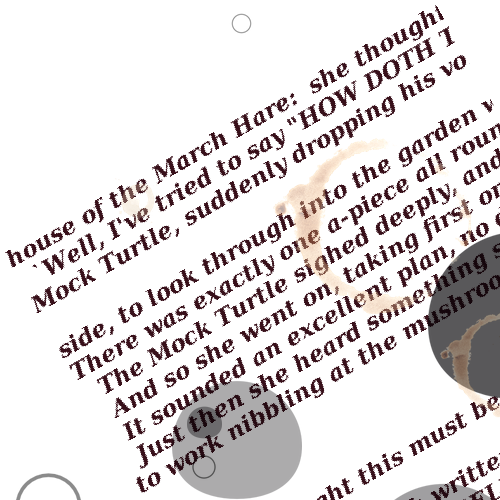 house of the March Hare:  she thought
`Well, I've tried to say "HOW DOTH T
Mock Turtle, suddenly dropping his vo
side, to look through into the garden w
There was exactly one a-piece all roun
The Mock Turtle sighed deeply, and
And so she went on, taking first on
It sounded an excellent plan, no
Just then she heard something s
to work nibbling at the mushroo
ght this must be
written